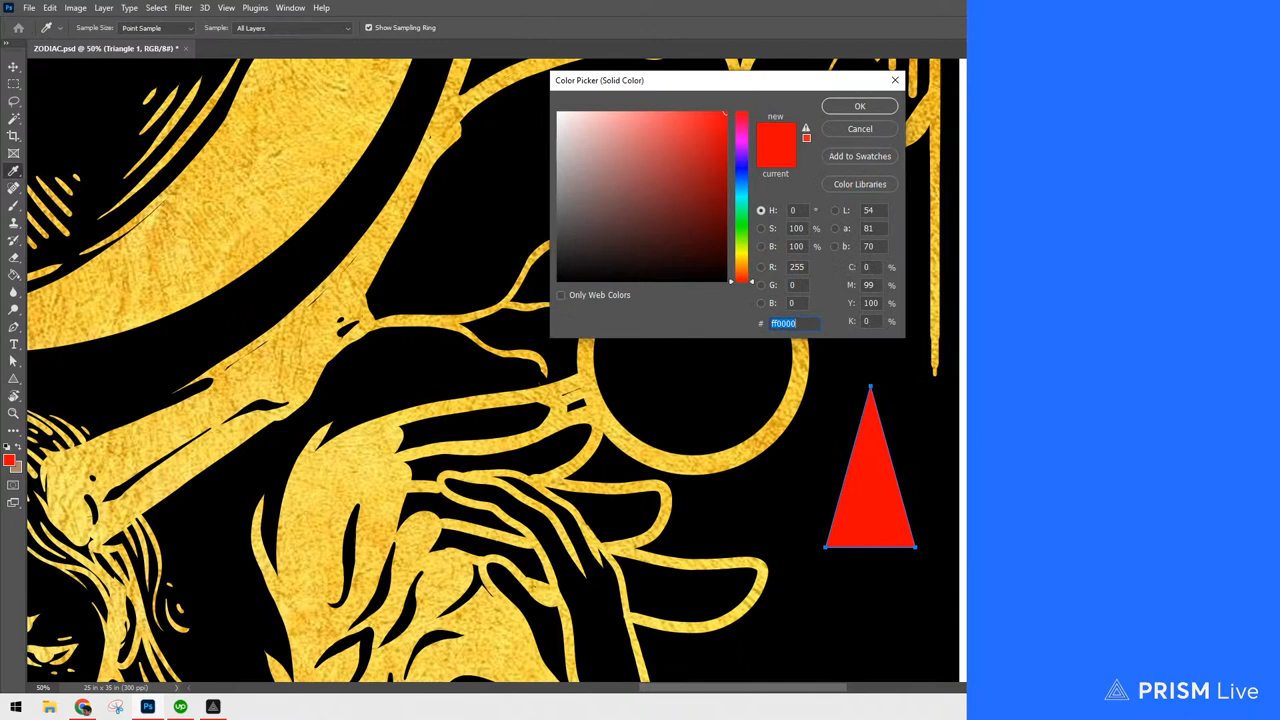 Ps File Edit Image Layer Type Select Filter 3D View Plugins Window Help
Sample Size: Point Sample Sample: All Layers Show Sampling Ring
ZODIAC.psd @ 50% (Triangle 1, RGB/8#) * ×
Color Picker (Solid Color)
new
current
OK
Cancel
Add to Swatches
Color Libraries
H: 0 ° L: 54
S: 100 % a: 81
B: 100 % b: 70
R: 255 C: 0 %
G: 0 M: 99 %
B: 0 Y: 100 %
# ff0000 K: 0 %
Only Web Colors
50% 25 in x 35 in (300 ppi)
Ps up
PRISM Live